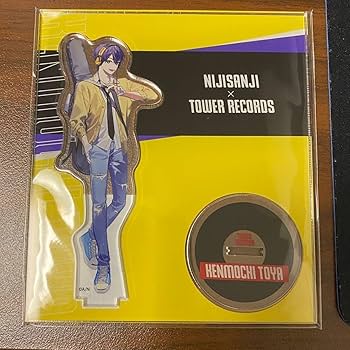 NIJISANJI
×
TOWER RECORDS
KENMOCHI TOYA
©A/N